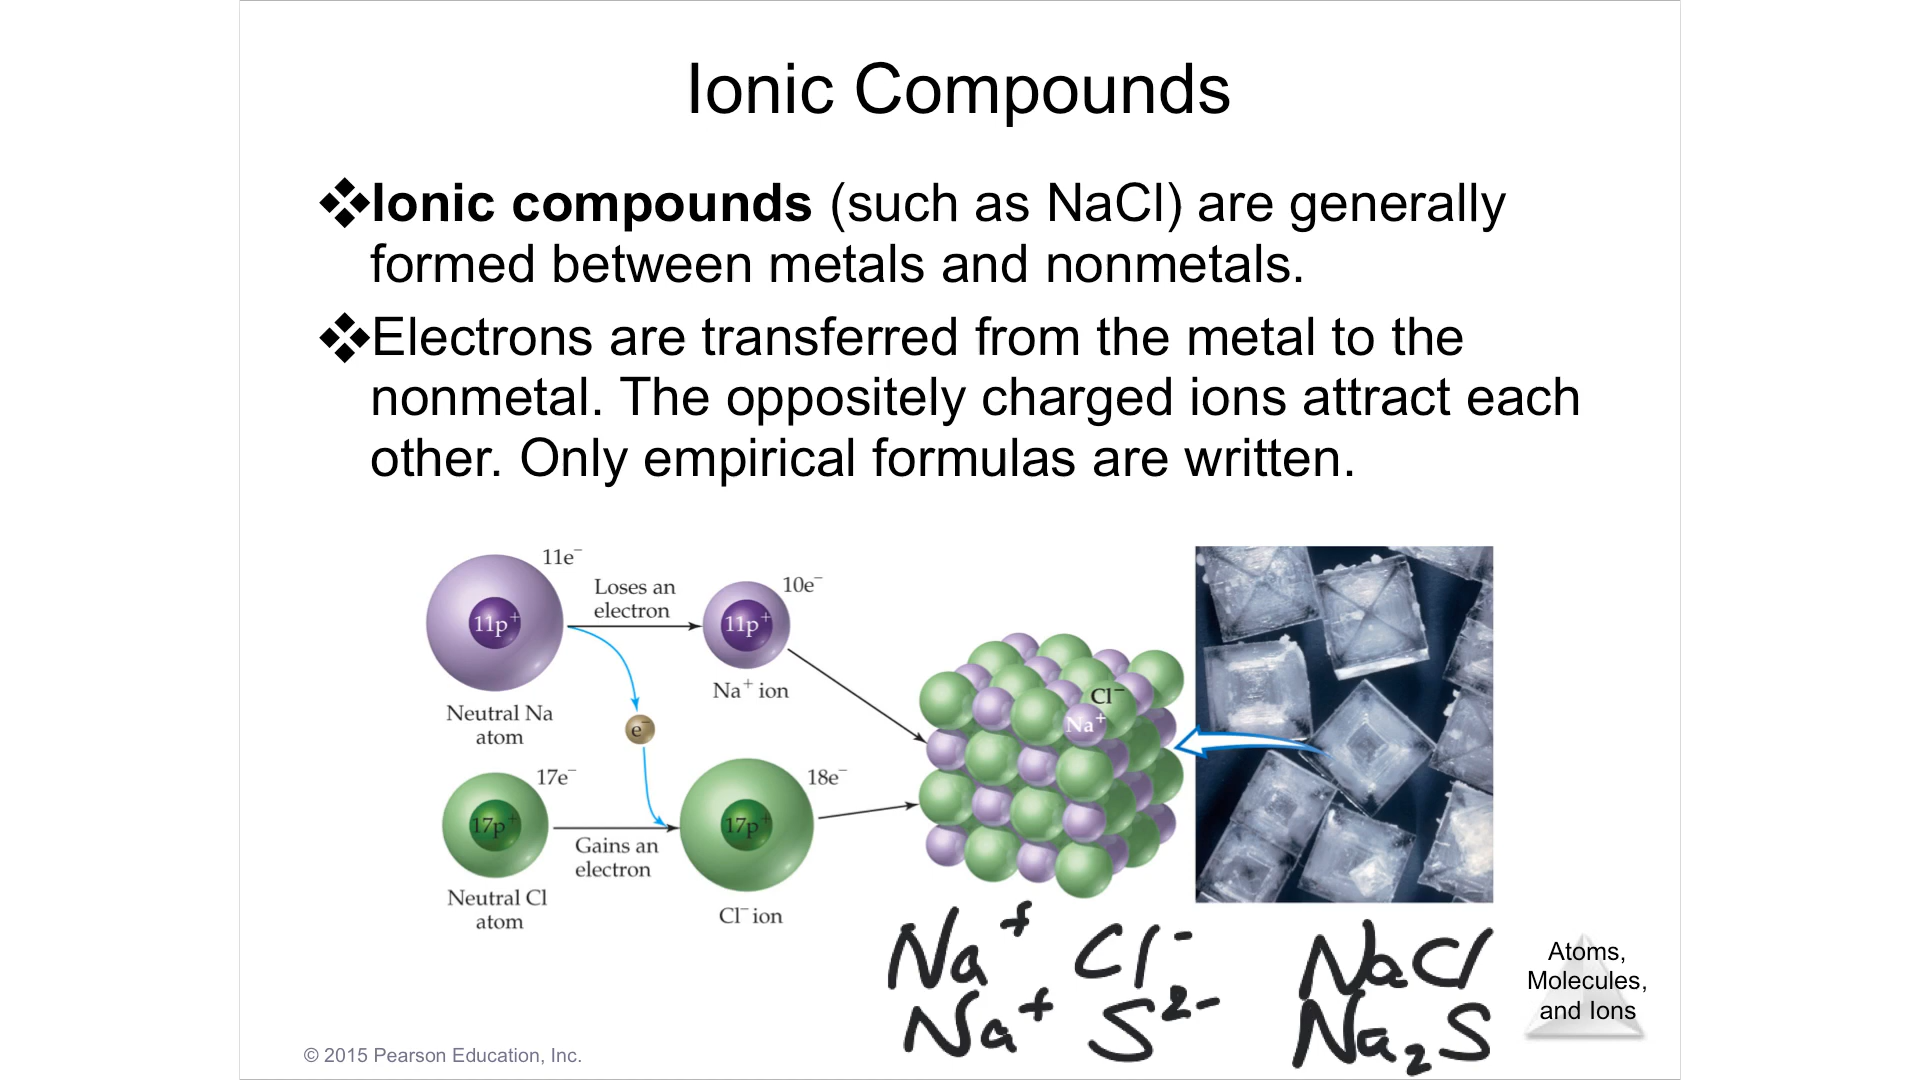 Ionic Compounds
❖Ionic compounds (such as NaCl) are generally
formed between metals and nonmetals.
❖Electrons are transferred from the metal to the
nonmetal. The oppositely charged ions attract each
other. Only empirical formulas are written.
11e⁻
Loses an
electron
10e⁻
11p⁺
11p⁺
Na⁺ ion
Neutral Na
atom
e⁻
Cl⁻
Na⁺
17e⁻
18e⁻
17p⁺
17p⁺
Gains an
electron
Neutral Cl
atom
Cl⁻ ion
Na⁺ Cl⁻ NaCl
Na⁺ S²⁻ Na₂S
Atoms,
Molecules,
and Ions
© 2015 Pearson Education, Inc.